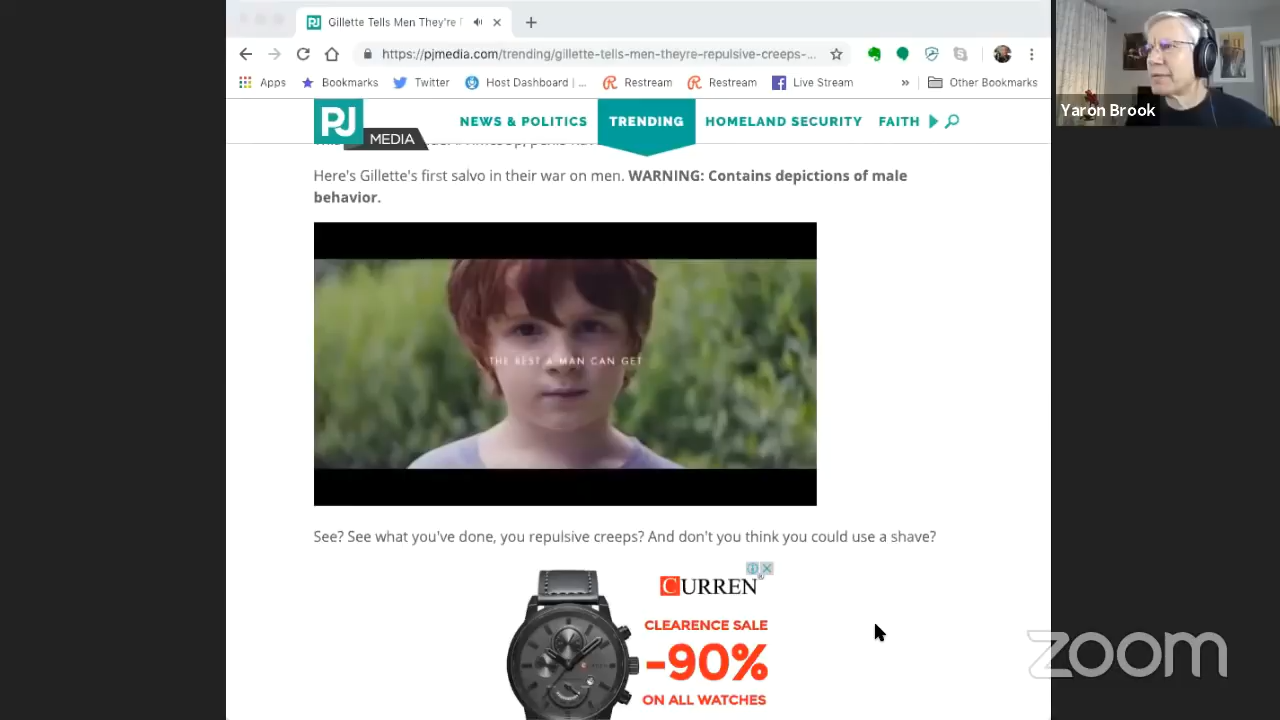 Gillette Tells Men They're
https://pjmedia.com/trending/gillette-tells-men-theyre-repulsive-creeps-...
Apps Bookmarks Twitter Host Dashboard | ... Restream Restream Live Stream » Other Bookmarks
Yaron Brook
PJ
MEDIA
NEWS & POLITICS TRENDING HOMELAND SECURITY FAITH
Here's Gillette's first salvo in their war on men. WARNING: Contains depictions of male
behavior.
THE BEST A MAN CAN GET
See? See what you've done, you repulsive creeps? And don't you think you could use a shave?
CURREN
CLEARENCE SALE
-90%
ON ALL WATCHES
zoom